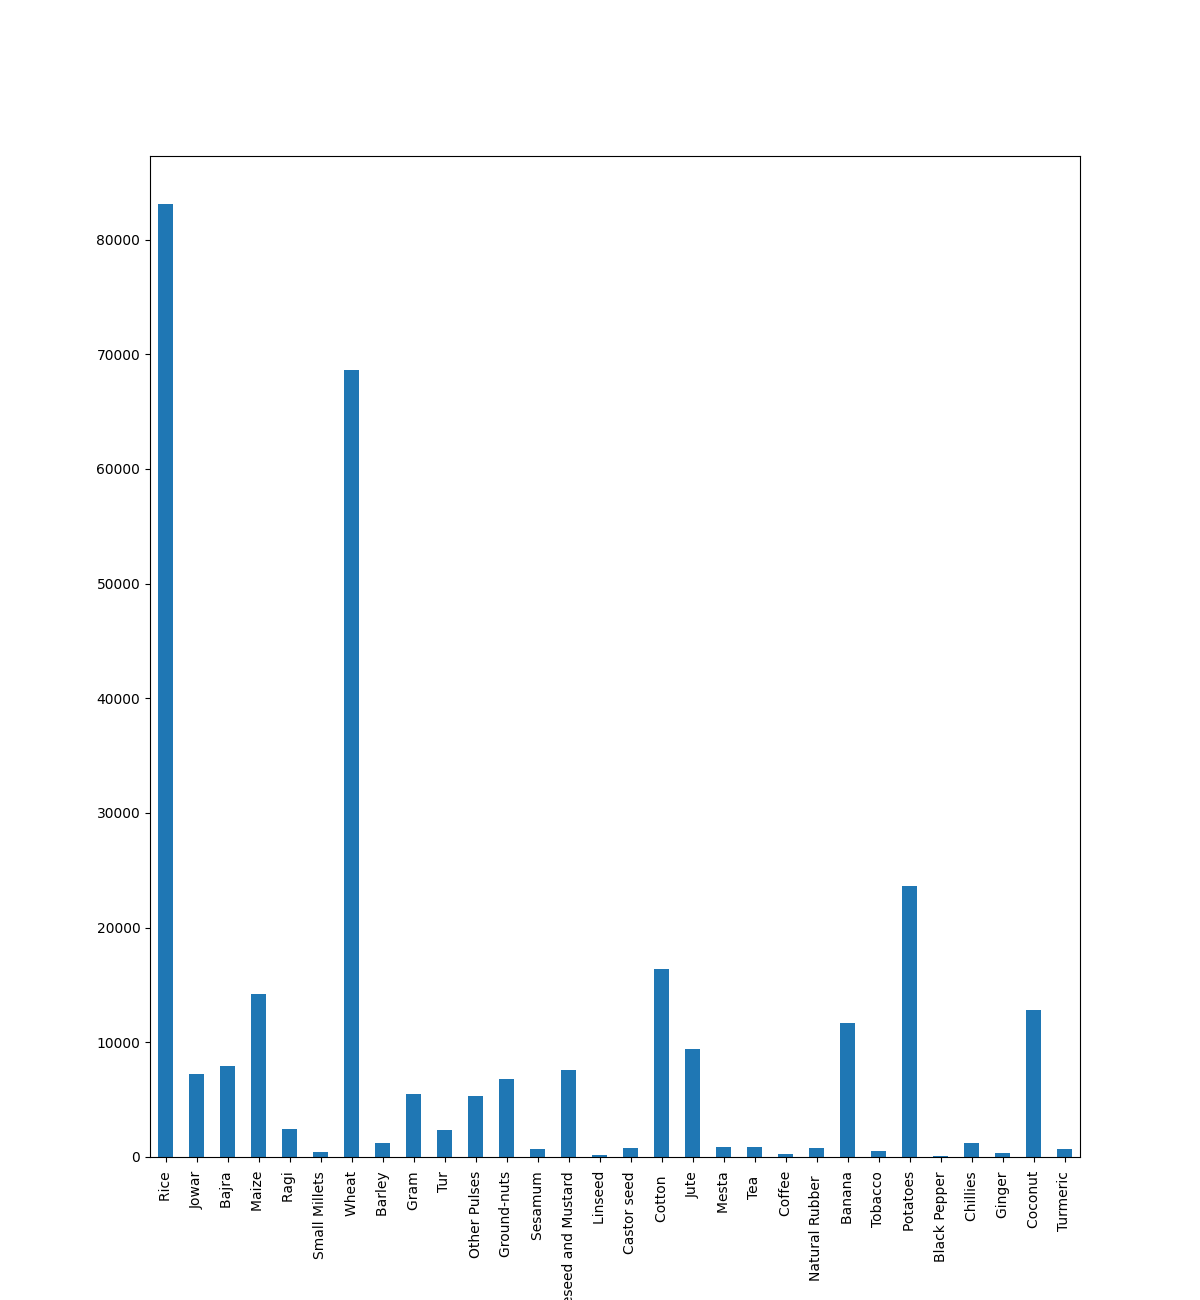 80000
70000
60000
50000
40000
30000
20000
10000
0
Rice
Jowar
Bajra
Maize
Ragi
Small Millets
Wheat
Barley
Gram
Tur
Other Pulses
Ground-nuts
Sesamum
and Mustard
Linseed
Castor seed
Cotton
Jute
Mesta
Tea
Coffee
Natural Rubber
Banana
Tobacco
Potatoes
Black Pepper
Chillies
Ginger
Coconut
Turmeric